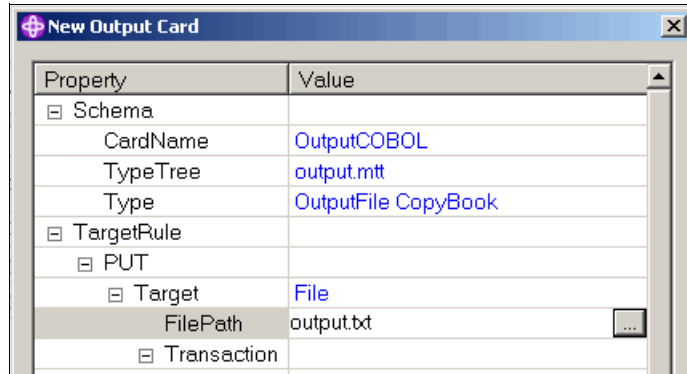 New Output Card
Property Value
Schema
CardName OutputCOBOL
TypeTree output.mtt
Type OutputFile CopyBook
TargetRule
PUT
Target File
FilePath output.txt ...
Transaction